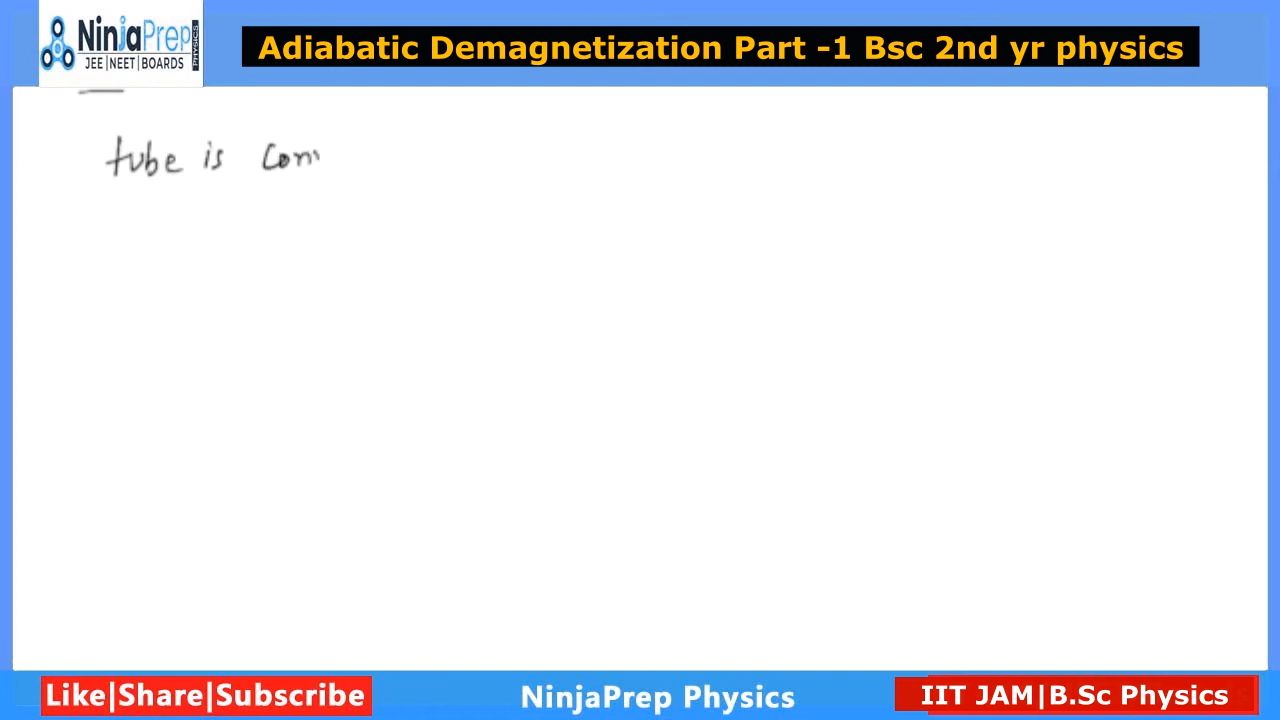 NinjaPrep
JEE|NEET|BOARDS
PHYSICS
Adiabatic Demagnetization Part -1 Bsc 2nd yr physics
tube is
Like|Share|Subscribe
NinjaPrep Physics
IIT JAM|B.Sc Physics